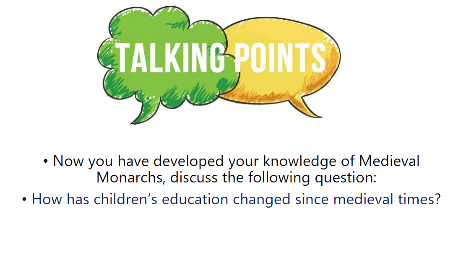 TALKING POINTS
• Now you have developed your knowledge of Medieval
Monarchs, discuss the following question:
• How has children's education changed since medieval times?